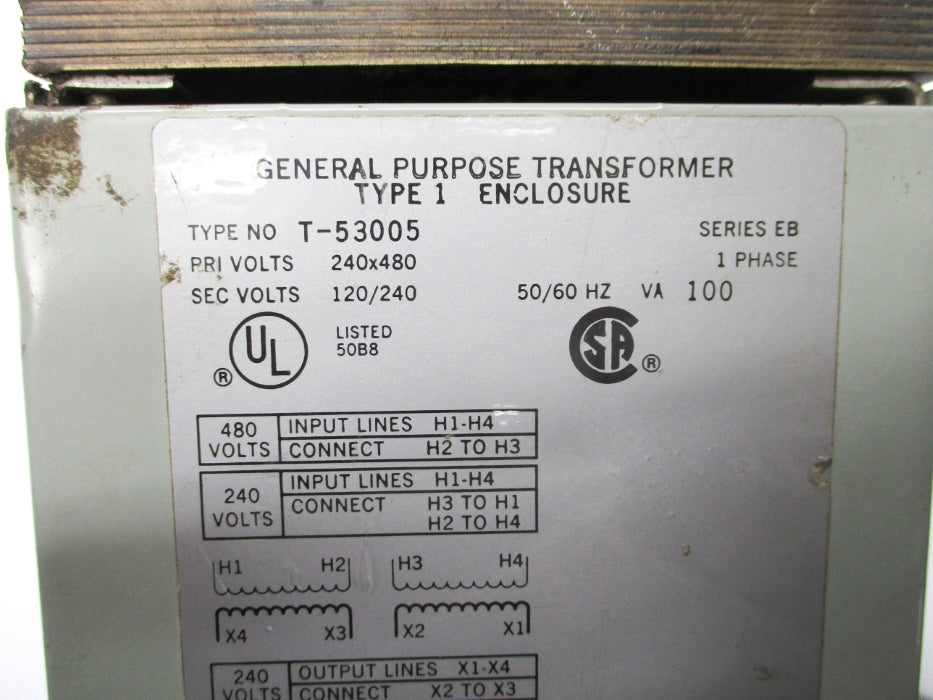 GENERAL PURPOSE TRANSFORMER
TYPE 1 ENCLOSURE
TYPE NO T-53005 SERIES EB
PRI VOLTS 240x480 1 PHASE
SEC VOLTS 120/240 50/60 HZ VA 100
UL ® LISTED
50B8
SA ®
480 VOLTS INPUT LINES H1-H4
CONNECT H2 TO H3
240 VOLTS INPUT LINES H1-H4
CONNECT H3 TO H1
H2 TO H4
H1 H2 H3 H4
X4 X3 X2 X1
240 VOLTS OUTPUT LINES X1-X4
CONNECT X2 TO X3